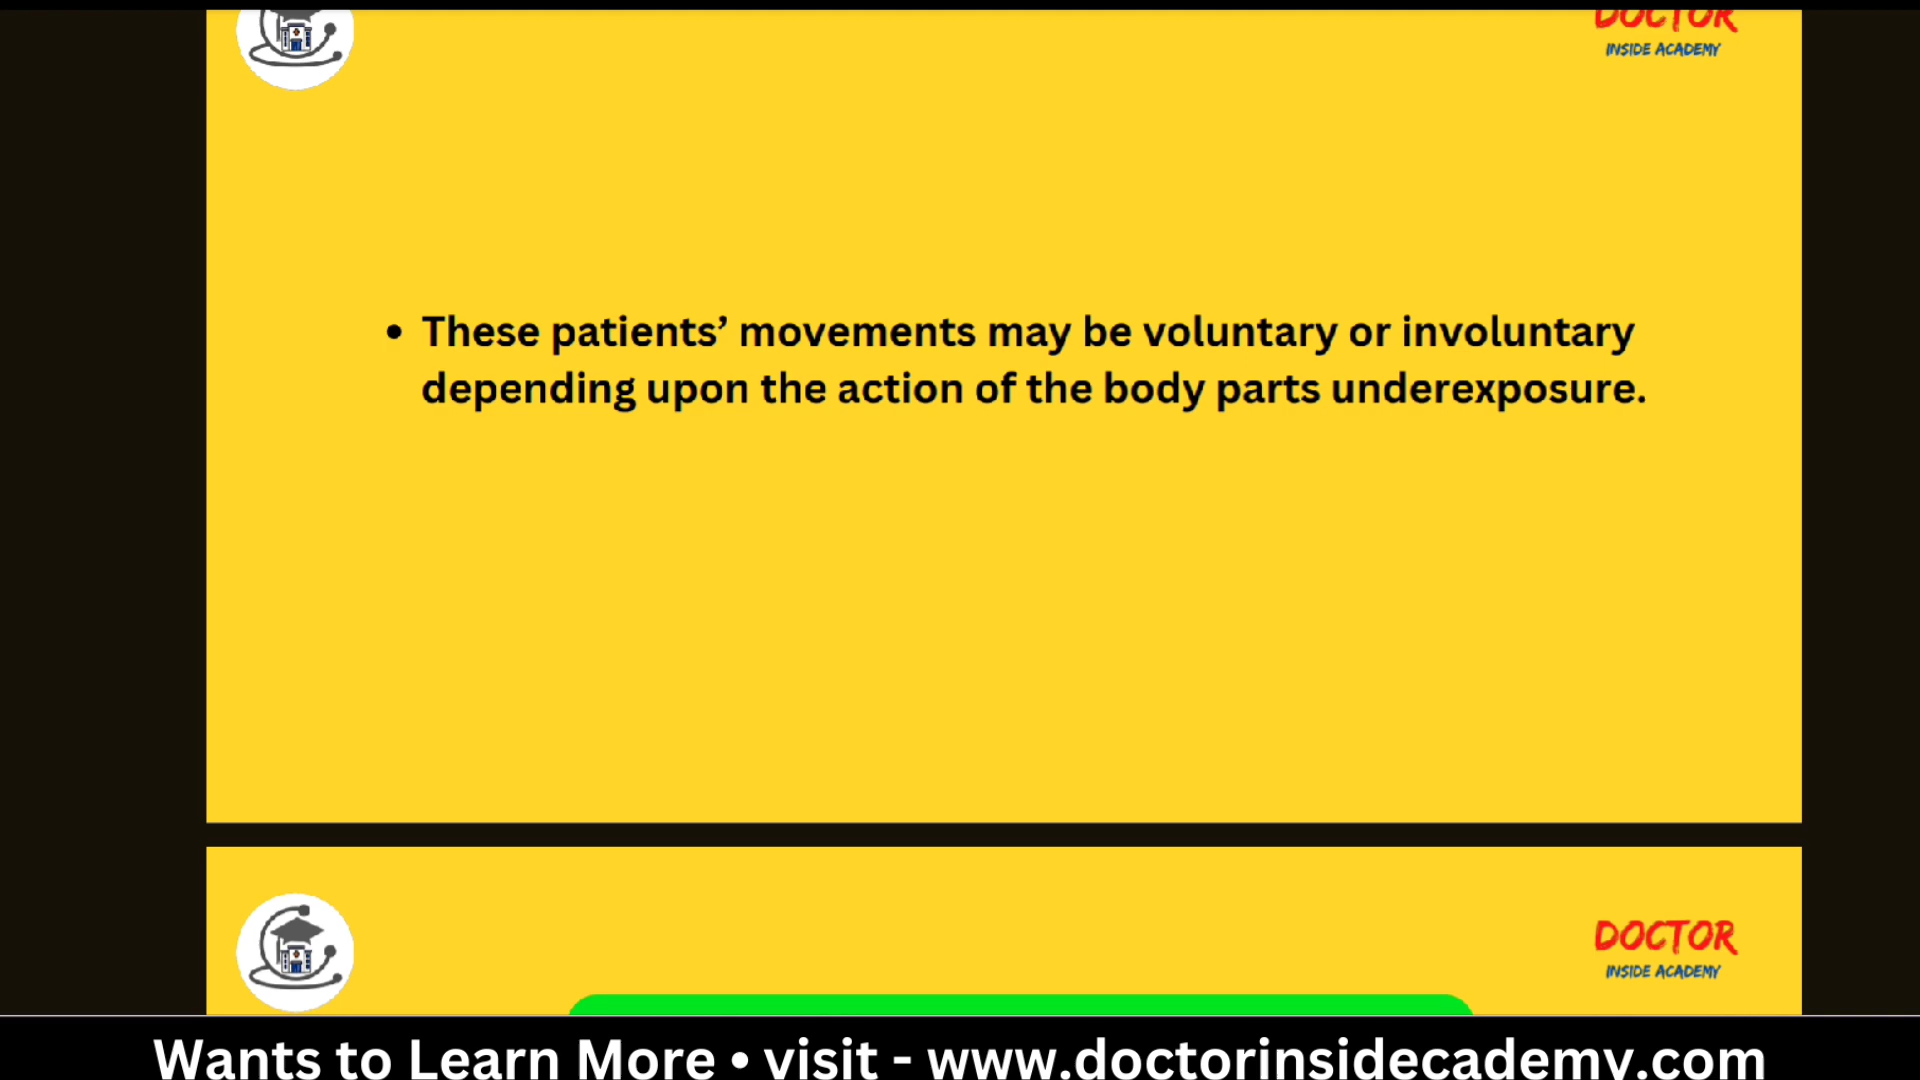 DOCTOR
INSIDE ACADEMY
• These patients’ movements may be voluntary or involuntary
depending upon the action of the body parts underexposure.
DOCTOR
INSIDE ACADEMY
Wants to Learn More • visit - www.doctorinsidecademy.com